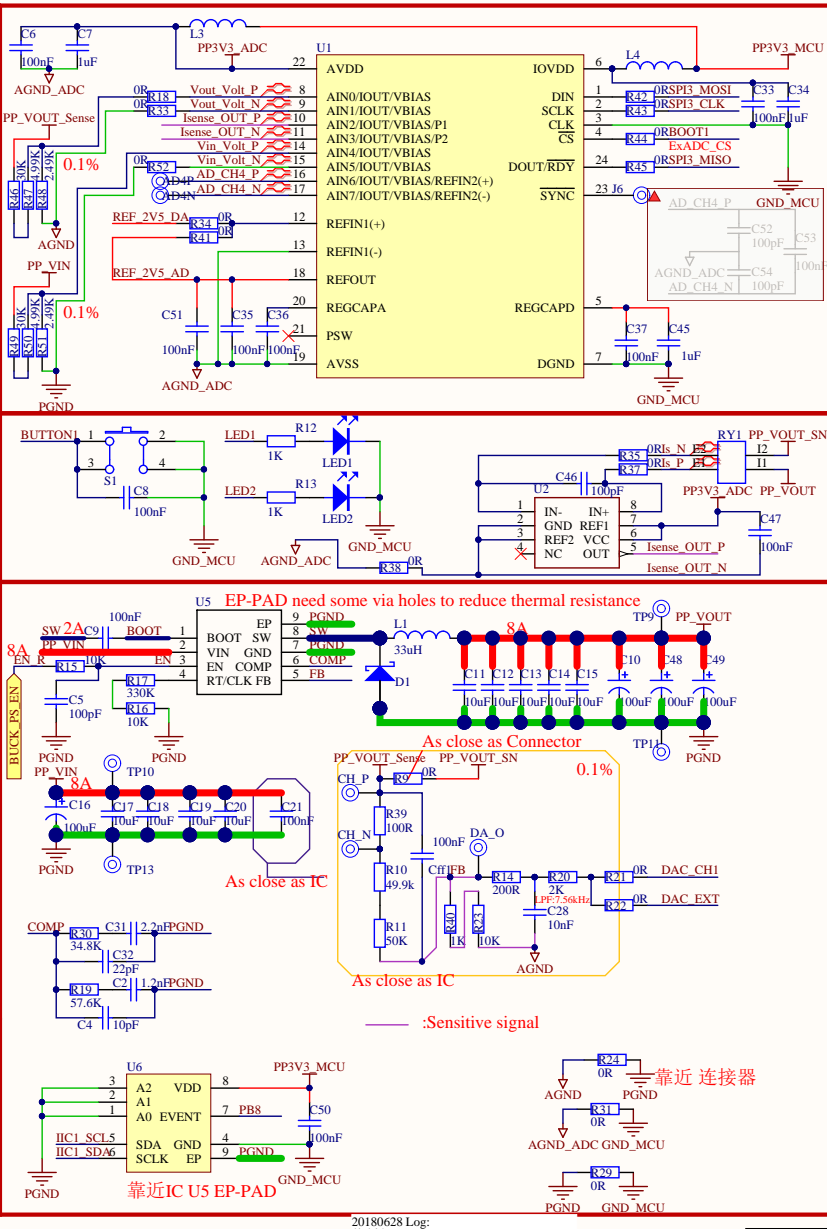 C6
100nF
C7
1uF
AGND_ADC
L3
PP3V3_ADC
U1
L4
PP3V3_MCU
C33
100nF
C34
1uF
GND_MCU
22 AVDD
8 AIN0/IOUT/VBIAS
9 AIN1/IOUT/VBIAS
10 AIN2/IOUT/VBIAS/P1
11 AIN3/IOUT/VBIAS/P2
14 AIN4/IOUT/VBIAS
15 AIN5/IOUT/VBIAS
16 AIN6/IOUT/VBIAS/REFIN2(+)
17 AIN7/IOUT/VBIAS/REFIN2(-)
12 REFIN1(+)
13 REFIN1(-)
18 REFOUT
20 REGCAPA
21 PSW
19 AVSS
IOVDD 6
DIN 1
SCLK 2
CLK 3
CS 4
DOUT/RDY 24
SYNC 23
REGCAPD 5
DGND 7
0R R18 Vout_Volt_P
0R R33 Vout_Volt_N
Isense_OUT_P
Isense_OUT_N
Vin_Volt_P
0R R52 Vin_Volt_N
AD4P AD_CH4_P
AD4N AD_CH4_N
R42 0R SPI3_MOSI
R43 0R SPI3_CLK
R44 0R BOOT1
ExADC_CS
R45 0R SPI3_MISO
J6
AD_CH4_P
C52
100pF
C53
100nF
AGND_ADC
C54
100pF
AD_CH4_N
PP_VOUT_Sense
R46 30K
R47 4.99K
R48 2.49K
0.1%
AGND
PP_VIN
R49 30K
R50 4.99K
R51 2.49K
0.1%
PGND
REF_2V5_DA
R34 0R
R41 0R
REF_2V5_AD
C51
100nF
C35
100nF
C36
100nF
AGND_ADC
C37
100nF
C45
1uF
GND_MCU
BUTTON1
1 2
3 4
S1
C8
100nF
GND_MCU
LED1
R12
1K
LED1
LED2
R13
1K
LED2
GND_MCU
AGND_ADC
R38 0R
R35 0R Is_N E2
R37 0R Is_P E1
RY1
I2
I1
PP_VOUT_SN
PP_VOUT
PP3V3_ADC
C46
100pF
U2
1 IN- IN+ 8
2 GND REF1 7
3 REF2 VCC 6
4 NC OUT 5
C47
100nF
Isense_OUT_P
Isense_OUT_N
EP-PAD need some via holes to reduce thermal resistance
U5
EP 9 PGND
1 BOOT SW 8 SW
2 VIN GND 7 PGND
3 EN COMP 6 COMP
4 RT/CLK FB 5 FB
SW 2A C9 BOOT
100nF
8A PP_VIN
EN_R R15 10K EN
BUCK_PS_EN
C5
100pF
PGND
R17
330K
R16
10K
PGND
L1
33uH
D1
8A
C11
10uF
C12
10uF
C13
10uF
C14
10uF
C15
10uF
C10
100uF
C48
100uF
C49
100uF
TP9
PP_VOUT
TP11
PGND
PP_VIN
8A
TP10
C16
100uF
C17
10uF
C18
10uF
C19
10uF
C20
10uF
C21
100nF
PGND
TP13
As close as IC
As close as Connector
PP_VOUT_Sense
R9 0R
PP_VOUT_SN
0.1%
CH_P
R39
100R
CH_N
R10
49.9k
R11
50K
100nF
Cff1
FB
DA_O
R14
200R
R40
1K
R23
10K
R20
2K
LPF:7.56kHz
C28
10nF
AGND
R21 0R DAC_CH1
R22 0R DAC_EXT
As close as IC
COMP
R30
34.8K
C31 2.2nF PGND
C32
22pF
R19
57.6K
C2 1.2nF PGND
C4 10pF
:Sensitive signal
U6
3 A2 VDD 8
2 A1
1 A0 EVENT 7 PB8
IIC1_SCL 5 SDA GND 4
IIC1_SDA 6 SCLK EP 9 PGND
PP3V3_MCU
C50
100nF
GND_MCU
PGND
靠近IC U5 EP-PAD
R24
0R
AGND PGND
靠近 连接器
R31
0R
AGND_ADC GND_MCU
R29
0R
PGND GND_MCU
20180628 Log: